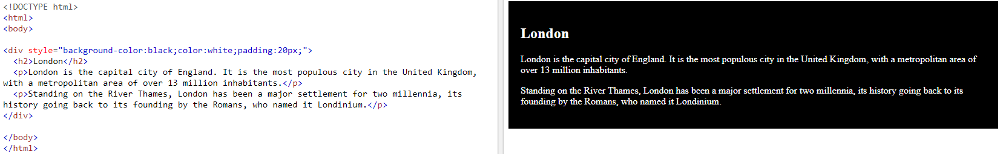 <!DOCTYPE html>
<html>
<body>
<div style="background-color:black;color:white;padding:20px;">
<h2>London</h2>
<p>London is the capital city of England. It is the most populous city in the United Kingdom,
with a metropolitan area of over 13 million inhabitants.</p>
<p>Standing on the River Thames, London has been a major settlement for two millennia, its
history going back to its founding by the Romans, who named it Londinium.</p>
</div>
</body>
</html>
London
London is the capital city of England. It is the most populous city in the United Kingdom, with a metropolitan area of
over 13 million inhabitants.
Standing on the River Thames, London has been a major settlement for two millennia, its history going back to its
founding by the Romans, who named it Londinium.